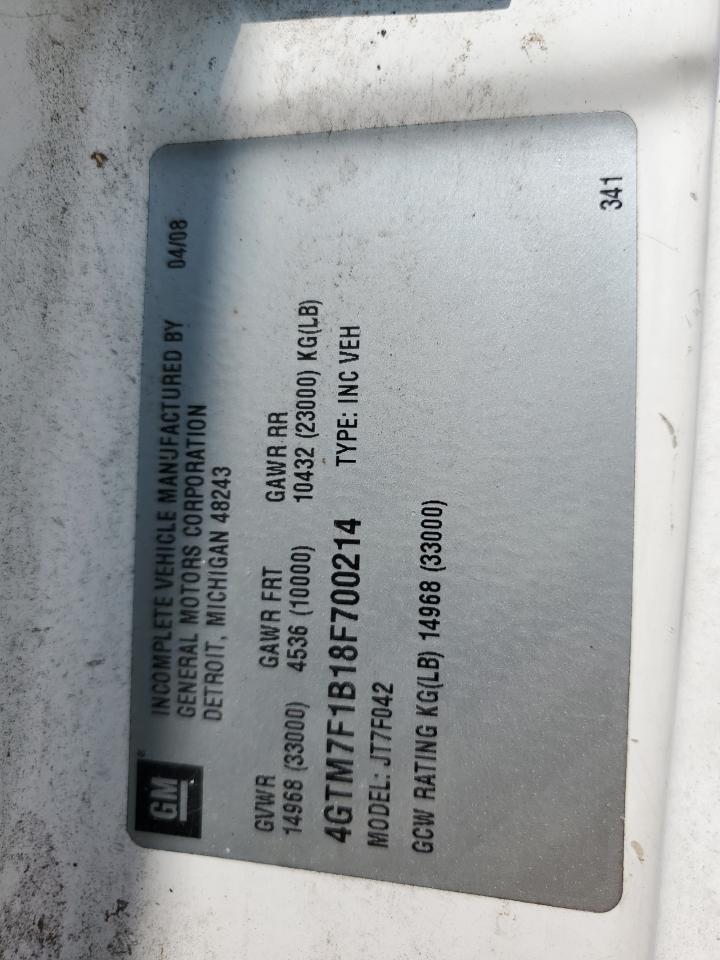 GM
INCOMPLETE VEHICLE MANUFACTURED BY 04/08
GENERAL MOTORS CORPORATION
DETROIT, MICHIGAN 48243
GVWR GAWR FRT GAWR RR
14968 (33000) 4536 (10000) 10432 (23000) KG(LB)
4GTM7F1B18F700214 TYPE: INC VEH
MODEL: JT7F042
GCW RATING KG(LB) 14968 (33000)
341